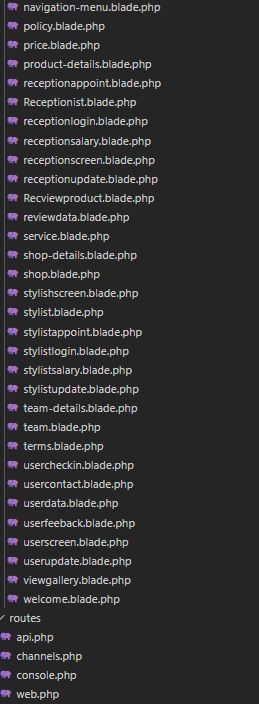 navigation-menu.blade.php
policy.blade.php
price.blade.php
product-details.blade.php
receptionappoint.blade.php
Receptionist.blade.php
receptionlogin.blade.php
receptionsalary.blade.php
receptionscreen.blade.php
receptionupdate.blade.php
Recviewproduct.blade.php
reviewdata.blade.php
service.blade.php
shop-details.blade.php
shop.blade.php
stylishscreen.blade.php
stylist.blade.php
stylistappoint.blade.php
stylistlogin.blade.php
stylistsalary.blade.php
stylistupdate.blade.php
team-details.blade.php
team.blade.php
terms.blade.php
usercheckin.blade.php
usercontact.blade.php
userdata.blade.php
userfeeback.blade.php
userscreen.blade.php
userupdate.blade.php
viewgallery.blade.php
welcome.blade.php
routes
api.php
channels.php
console.php
web.php